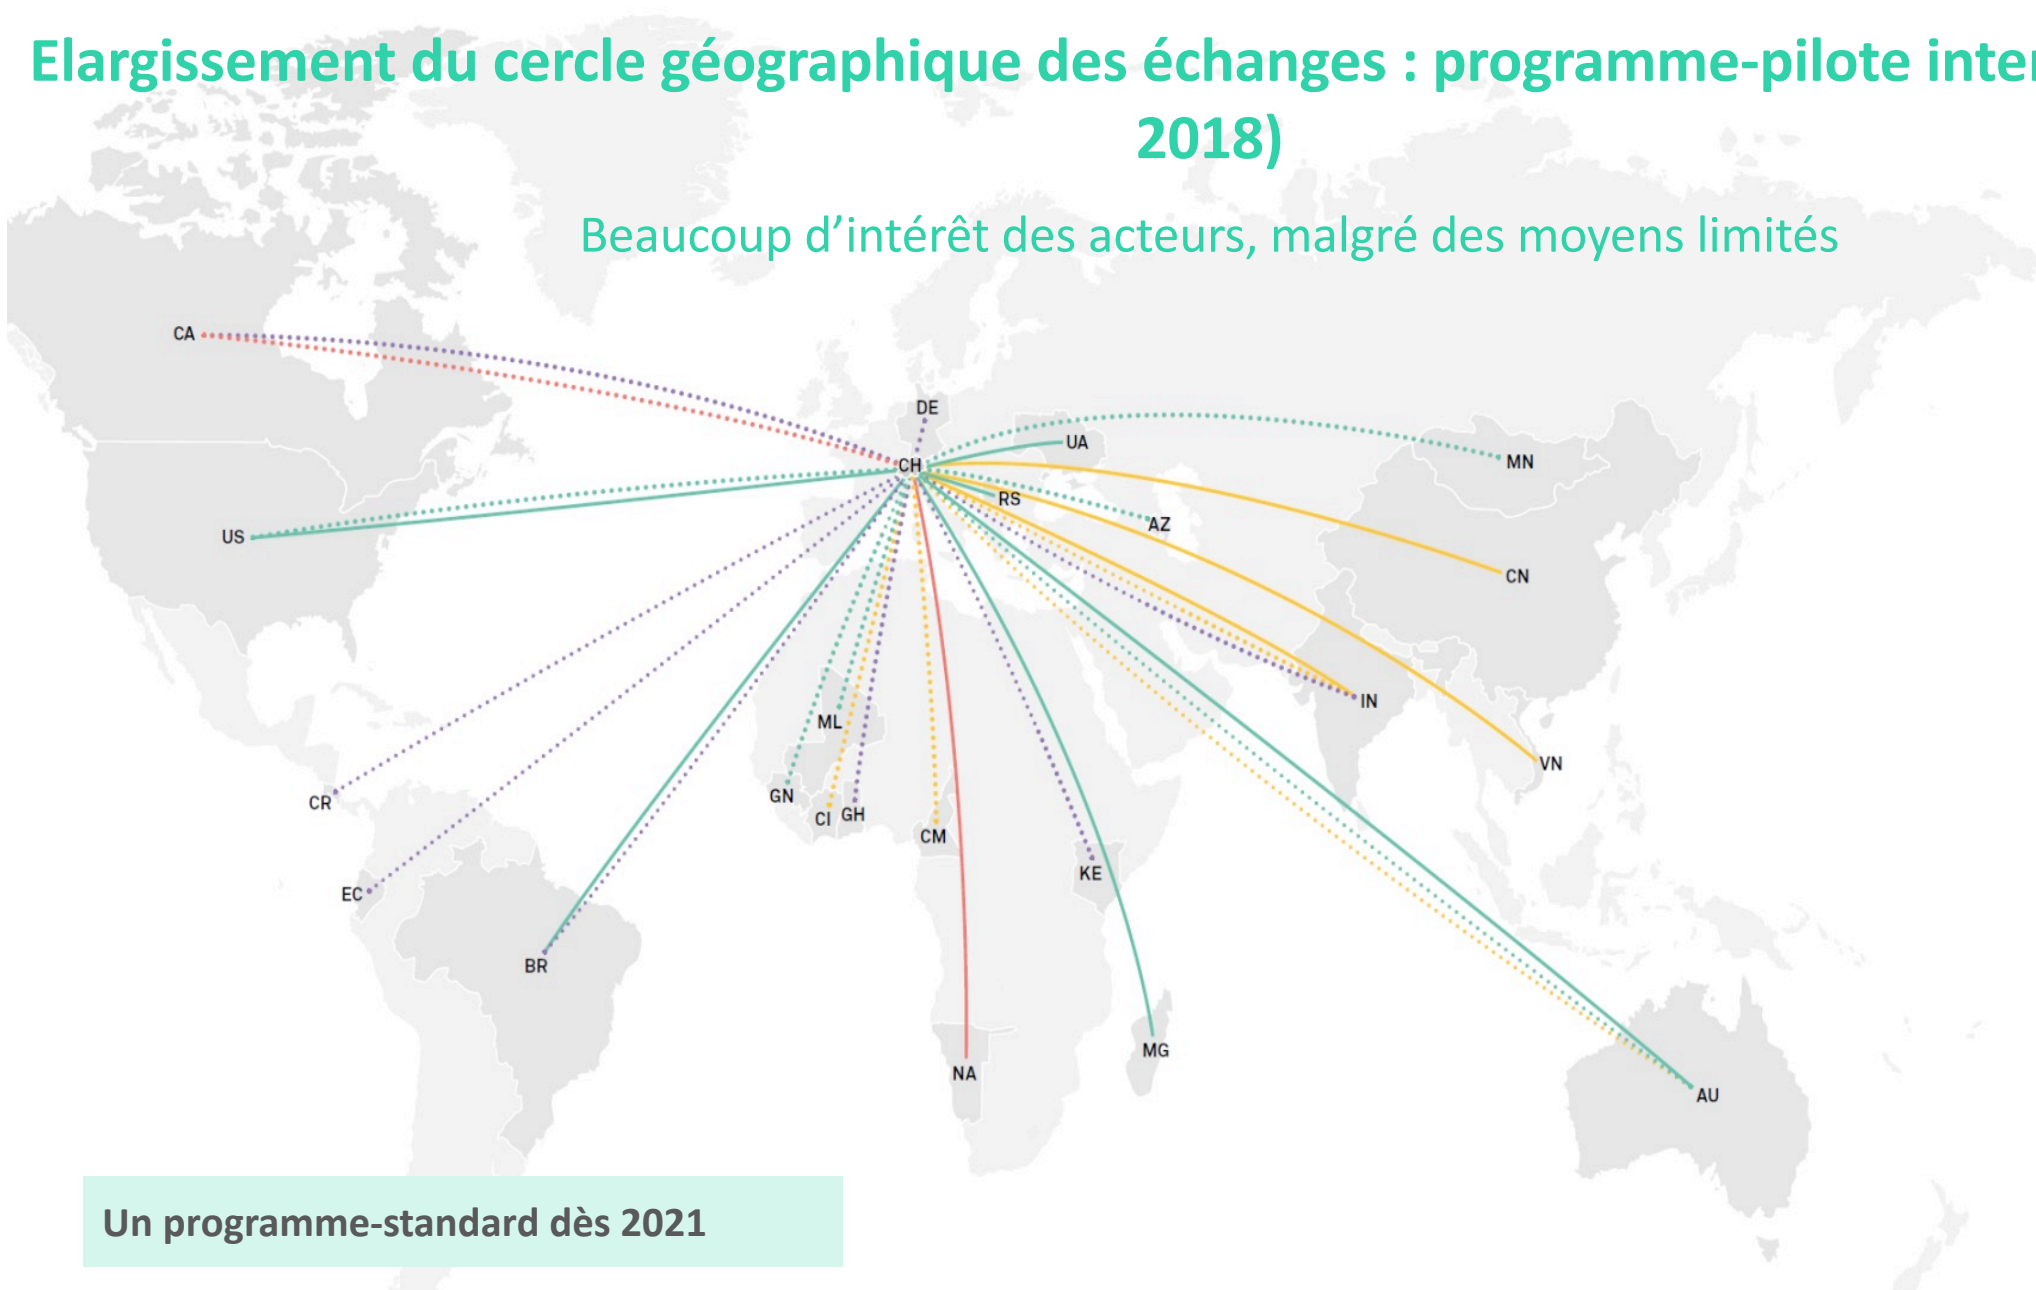 Elargissement du cercle géographique des échanges : programme-pilote inter
2018)
Beaucoup d’intérêt des acteurs, malgré des moyens limités
CA
DE
UA
CH
MN
RS
AZ
US
CN
IN
ML
VN
GN
CR
CI
GH
CM
KE
EC
BR
MG
NA
AU
Un programme-standard dès 2021